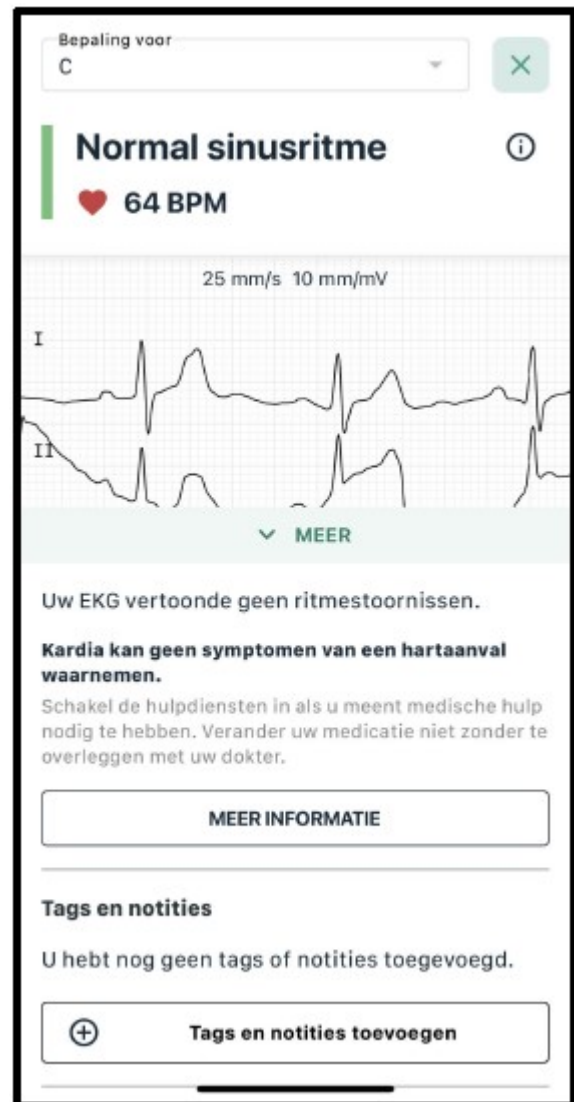 Bepaling voor
C
Normal sinusritme
64 BPM
25 mm/s 10 mm/mV
I
II
MEER
Uw EKG vertoonde geen ritmestoornissen.
Kardia kan geen symptomen van een hartaanval
waarnemen.
Schakel de hulpdiensten in als u meent medische hulp
nodig te hebben. Verander uw medicatie niet zonder te
overleggen met uw dokter.
MEER INFORMATIE
Tags en notities
U hebt nog geen tags of notities toegevoegd.
Tags en notities toevoegen